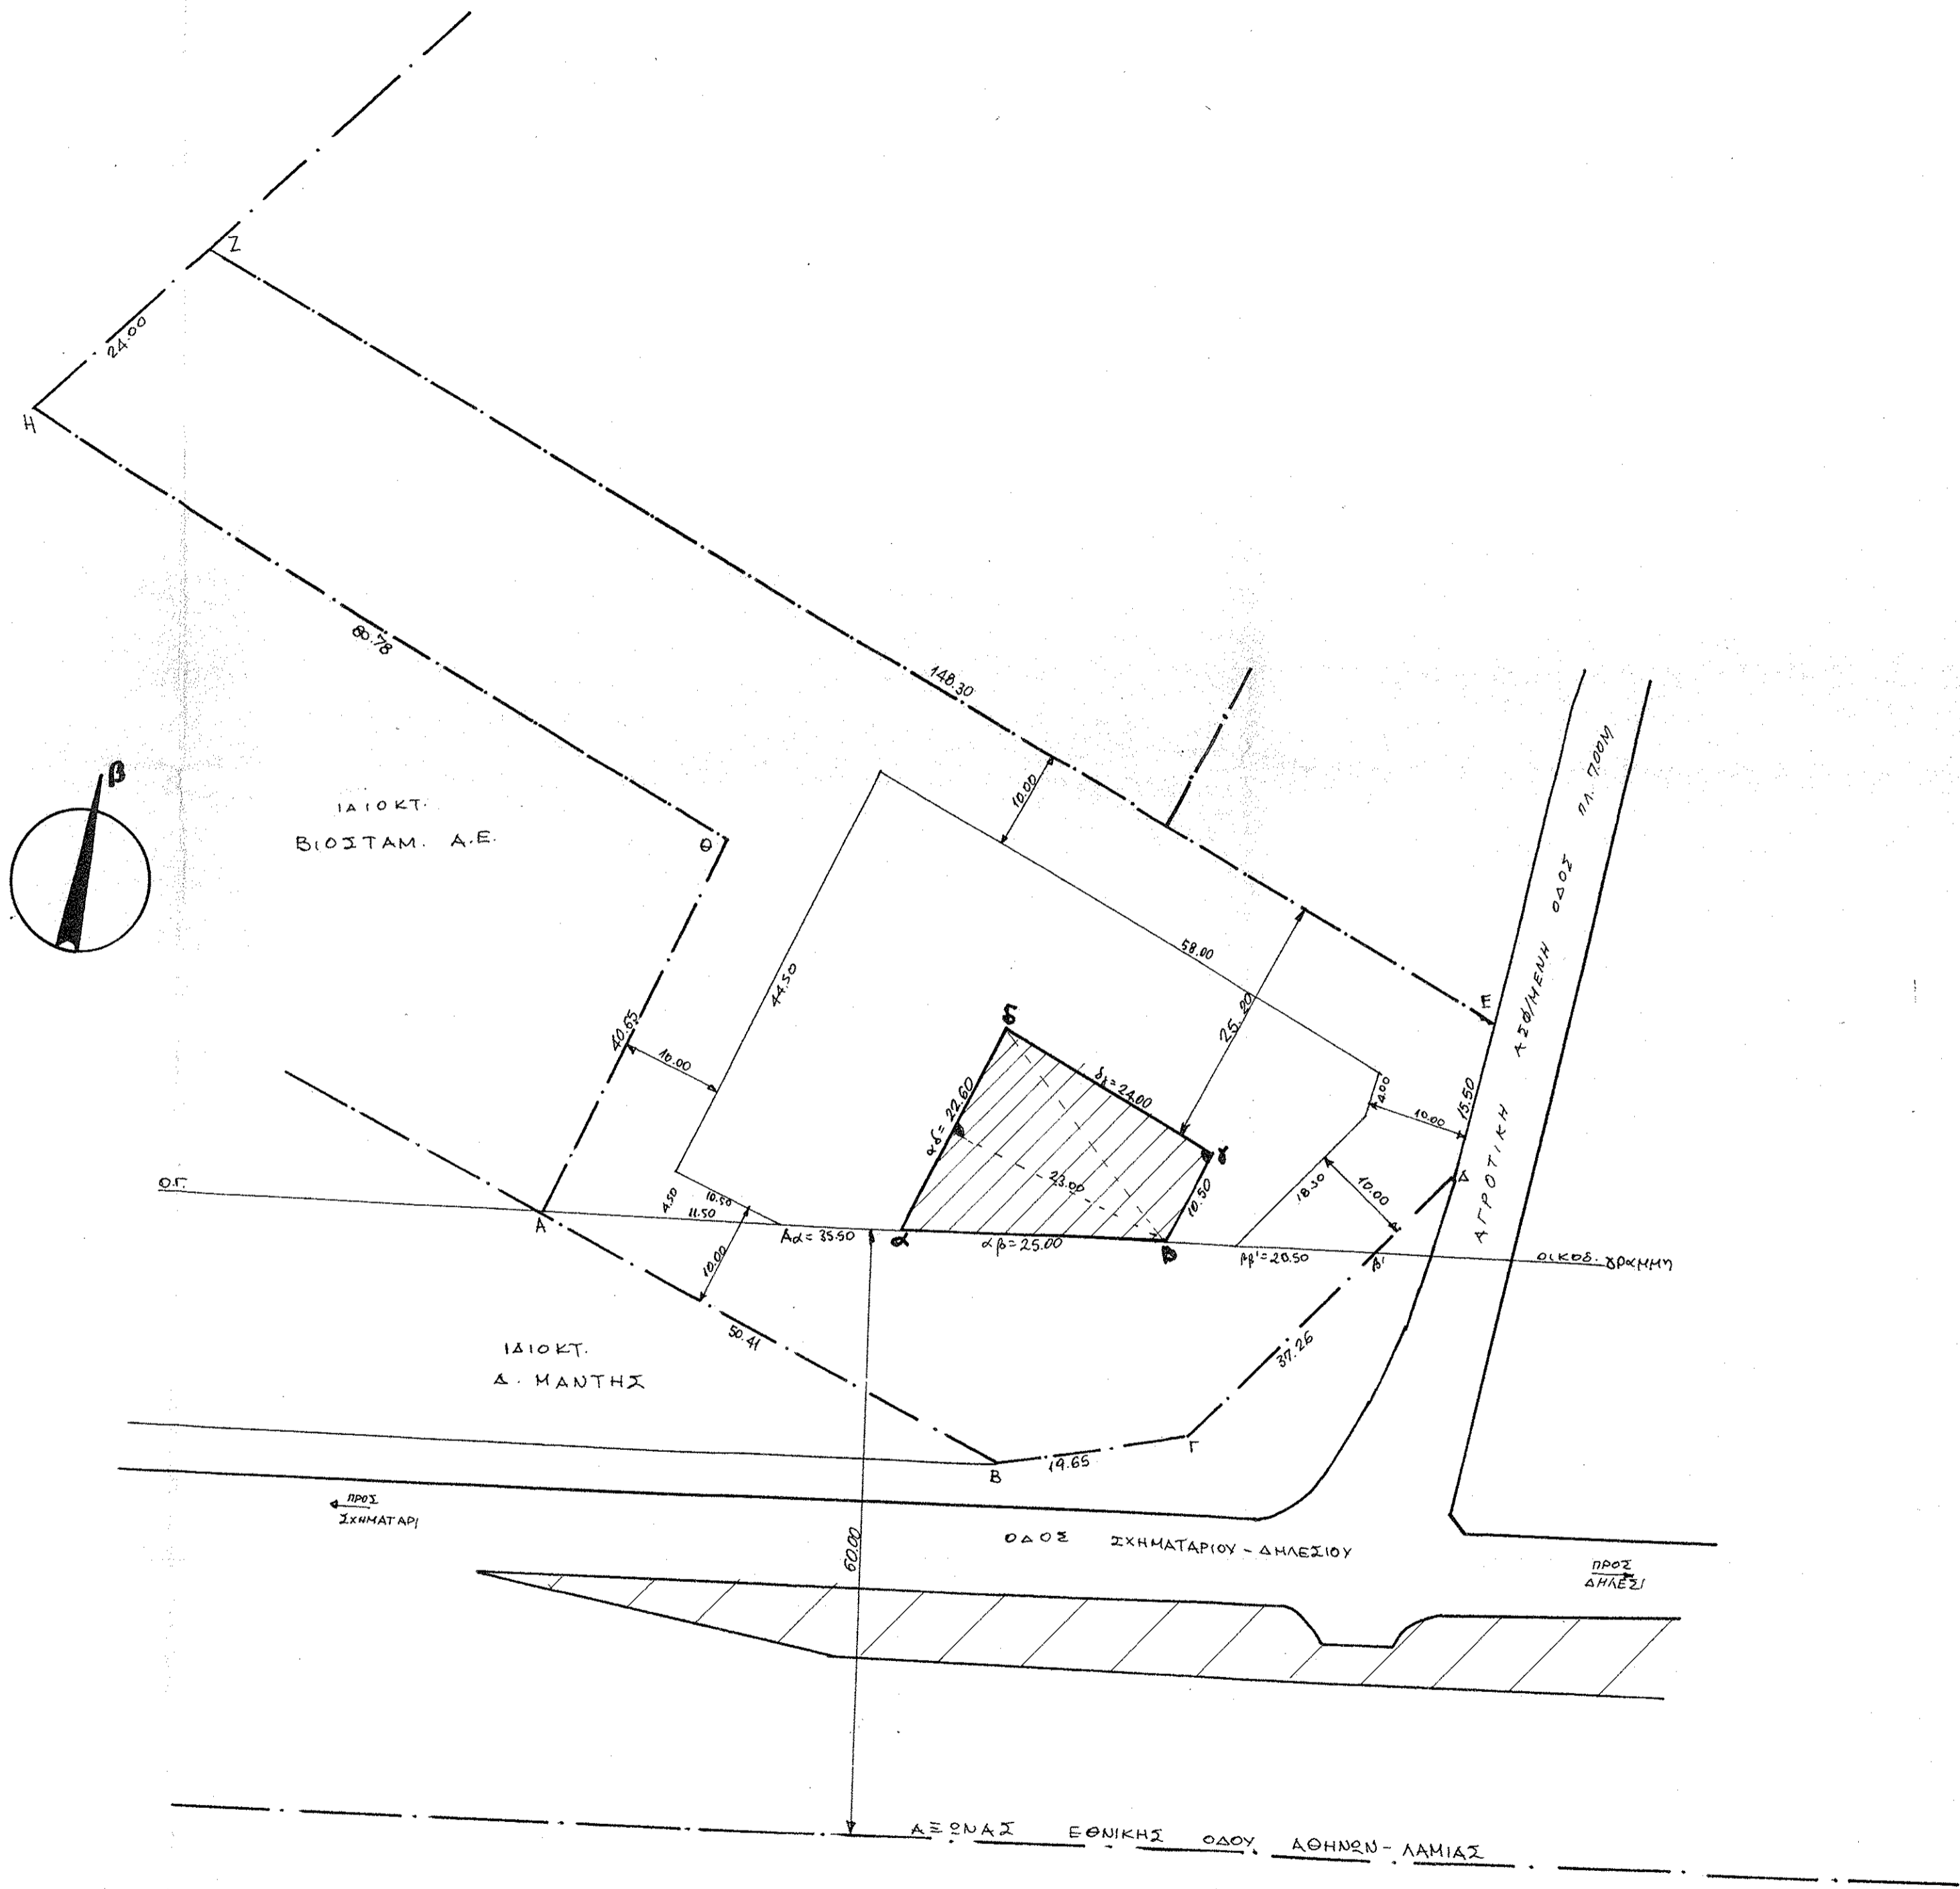 Z
24.00
H
80.78
148.30
β
ΙΔΙΟΚΤ.
ΒΙΟΣΤΑΜ. Α.Ε.
Θ
10.00
ΑΓΡΟΤΙΚΗ ΑΣΦ/ΜΕΝΗ ΟΔΟΣ ΠΛ. 7.00Μ
58.00
44.50
25.20
Ε
40.65
10.00
δ
δγ=24.00
αδ=22.60
4.00
10.00
15.50
γ
23.00
10.50
18.30
10.00
Δ
Ο.Γ.
Α
4.50
10.50
11.50
Αα=35.50
α
αβ=25.00
β
ββ'=20.50
β'
ΟΙΚΟΔ. γραμμη
10.00
50.41
37.26
ΙΔΙΟΚΤ.
Δ. ΜΑΝΤΗΣ
Γ
Β
19.65
ΠΡΟΣ
ΣΧΗΜΑΤΑΡΙ
60.00
ΟΔΟΣ ΣΧΗΜΑΤΑΡΙΟΥ - ΔΗΛΕΣΙΟΥ
ΠΡΟΣ
ΔΗΛΕΣΙ
ΑΞΩΝΑΣ ΕΘΝΙΚΗΣ ΟΔΟΥ ΑΘΗΝΩΝ - ΛΑΜΙΑΣ